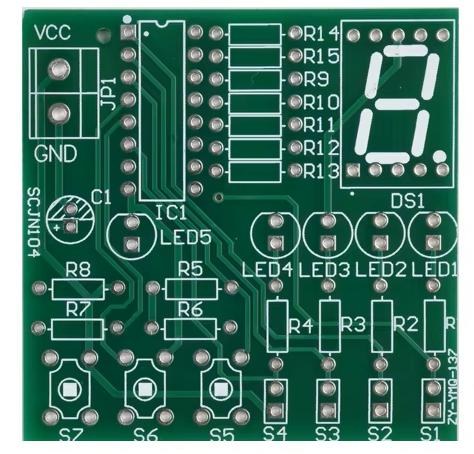 VCC
R14
R15
JP1
R9
R10
R11
R12
GND
R13
SCJNI04
C1
+
IC1
DS1
LED5
LED4
LED3
LED2
LED1
R8
R5
R7
R6
R4
R3
R2
R
ZY-YMQ-137
S7
S6
S5
S4
S3
S2
S1